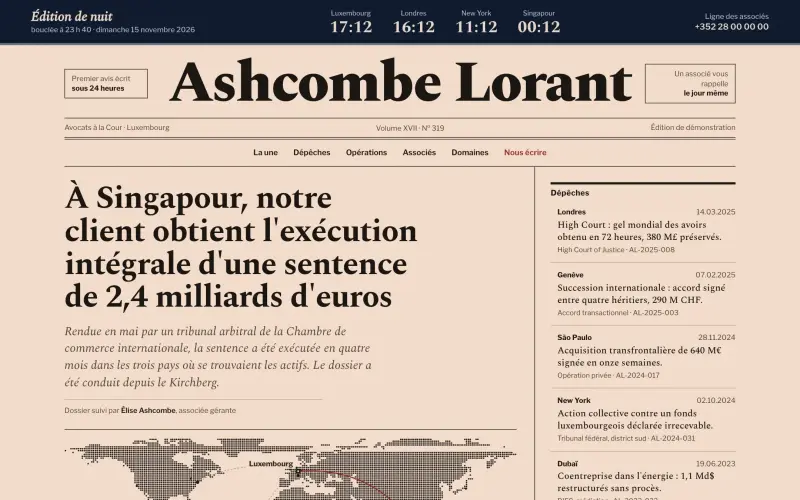 Édition de nuit
bouclée à 23 h 40 · dimanche 15 novembre 2026
Luxembourg
17:12
Londres
16:12
New York
11:12
Singapour
00:12
Ligne des associés
+352 28 00 00 00
Premier avis écrit
sous 24 heures
Ashcombe Lorant
Un associé vous
rappelle
le jour même
Avocats à la Cour · Luxembourg
Volume XVII · N° 319
Édition de démonstration
La une
Dépêches
Opérations
Associés
Domaines
Nous écrire
À Singapour, notre
client obtient l'exécution
intégrale d'une sentence
de 2,4 milliards d'euros
Rendue en mai par un tribunal arbitral de la Chambre de
commerce internationale, la sentence a été exécutée en quatre
mois dans les trois pays où se trouvaient les actifs. Le dossier a
été conduit depuis le Kirchberg.
Dossier suivi par Élise Ashcombe, associée gérante
Luxembourg
Dépêches
Londres 14.03.2025
High Court : gel mondial des avoirs
obtenu en 72 heures, 380 M£ préservés.
High Court of Justice · AL-2025-008
Genève 07.02.2025
Succession internationale : accord signé
entre quatre héritiers, 290 M CHF.
Accord transactionnel · AL-2025-003
São Paulo 28.11.2024
Acquisition transfrontalière de 640 M€
signée en onze semaines.
Opération privée · AL-2024-017
New York 02.10.2024
Action collective contre un fonds
luxembourgeois déclarée irrecevable.
Tribunal fédéral, district sud · AL-2024-031
Dubaï 19.06.2023
Coentreprise dans l'énergie : 1,1 Md$
restructurés sans procès.